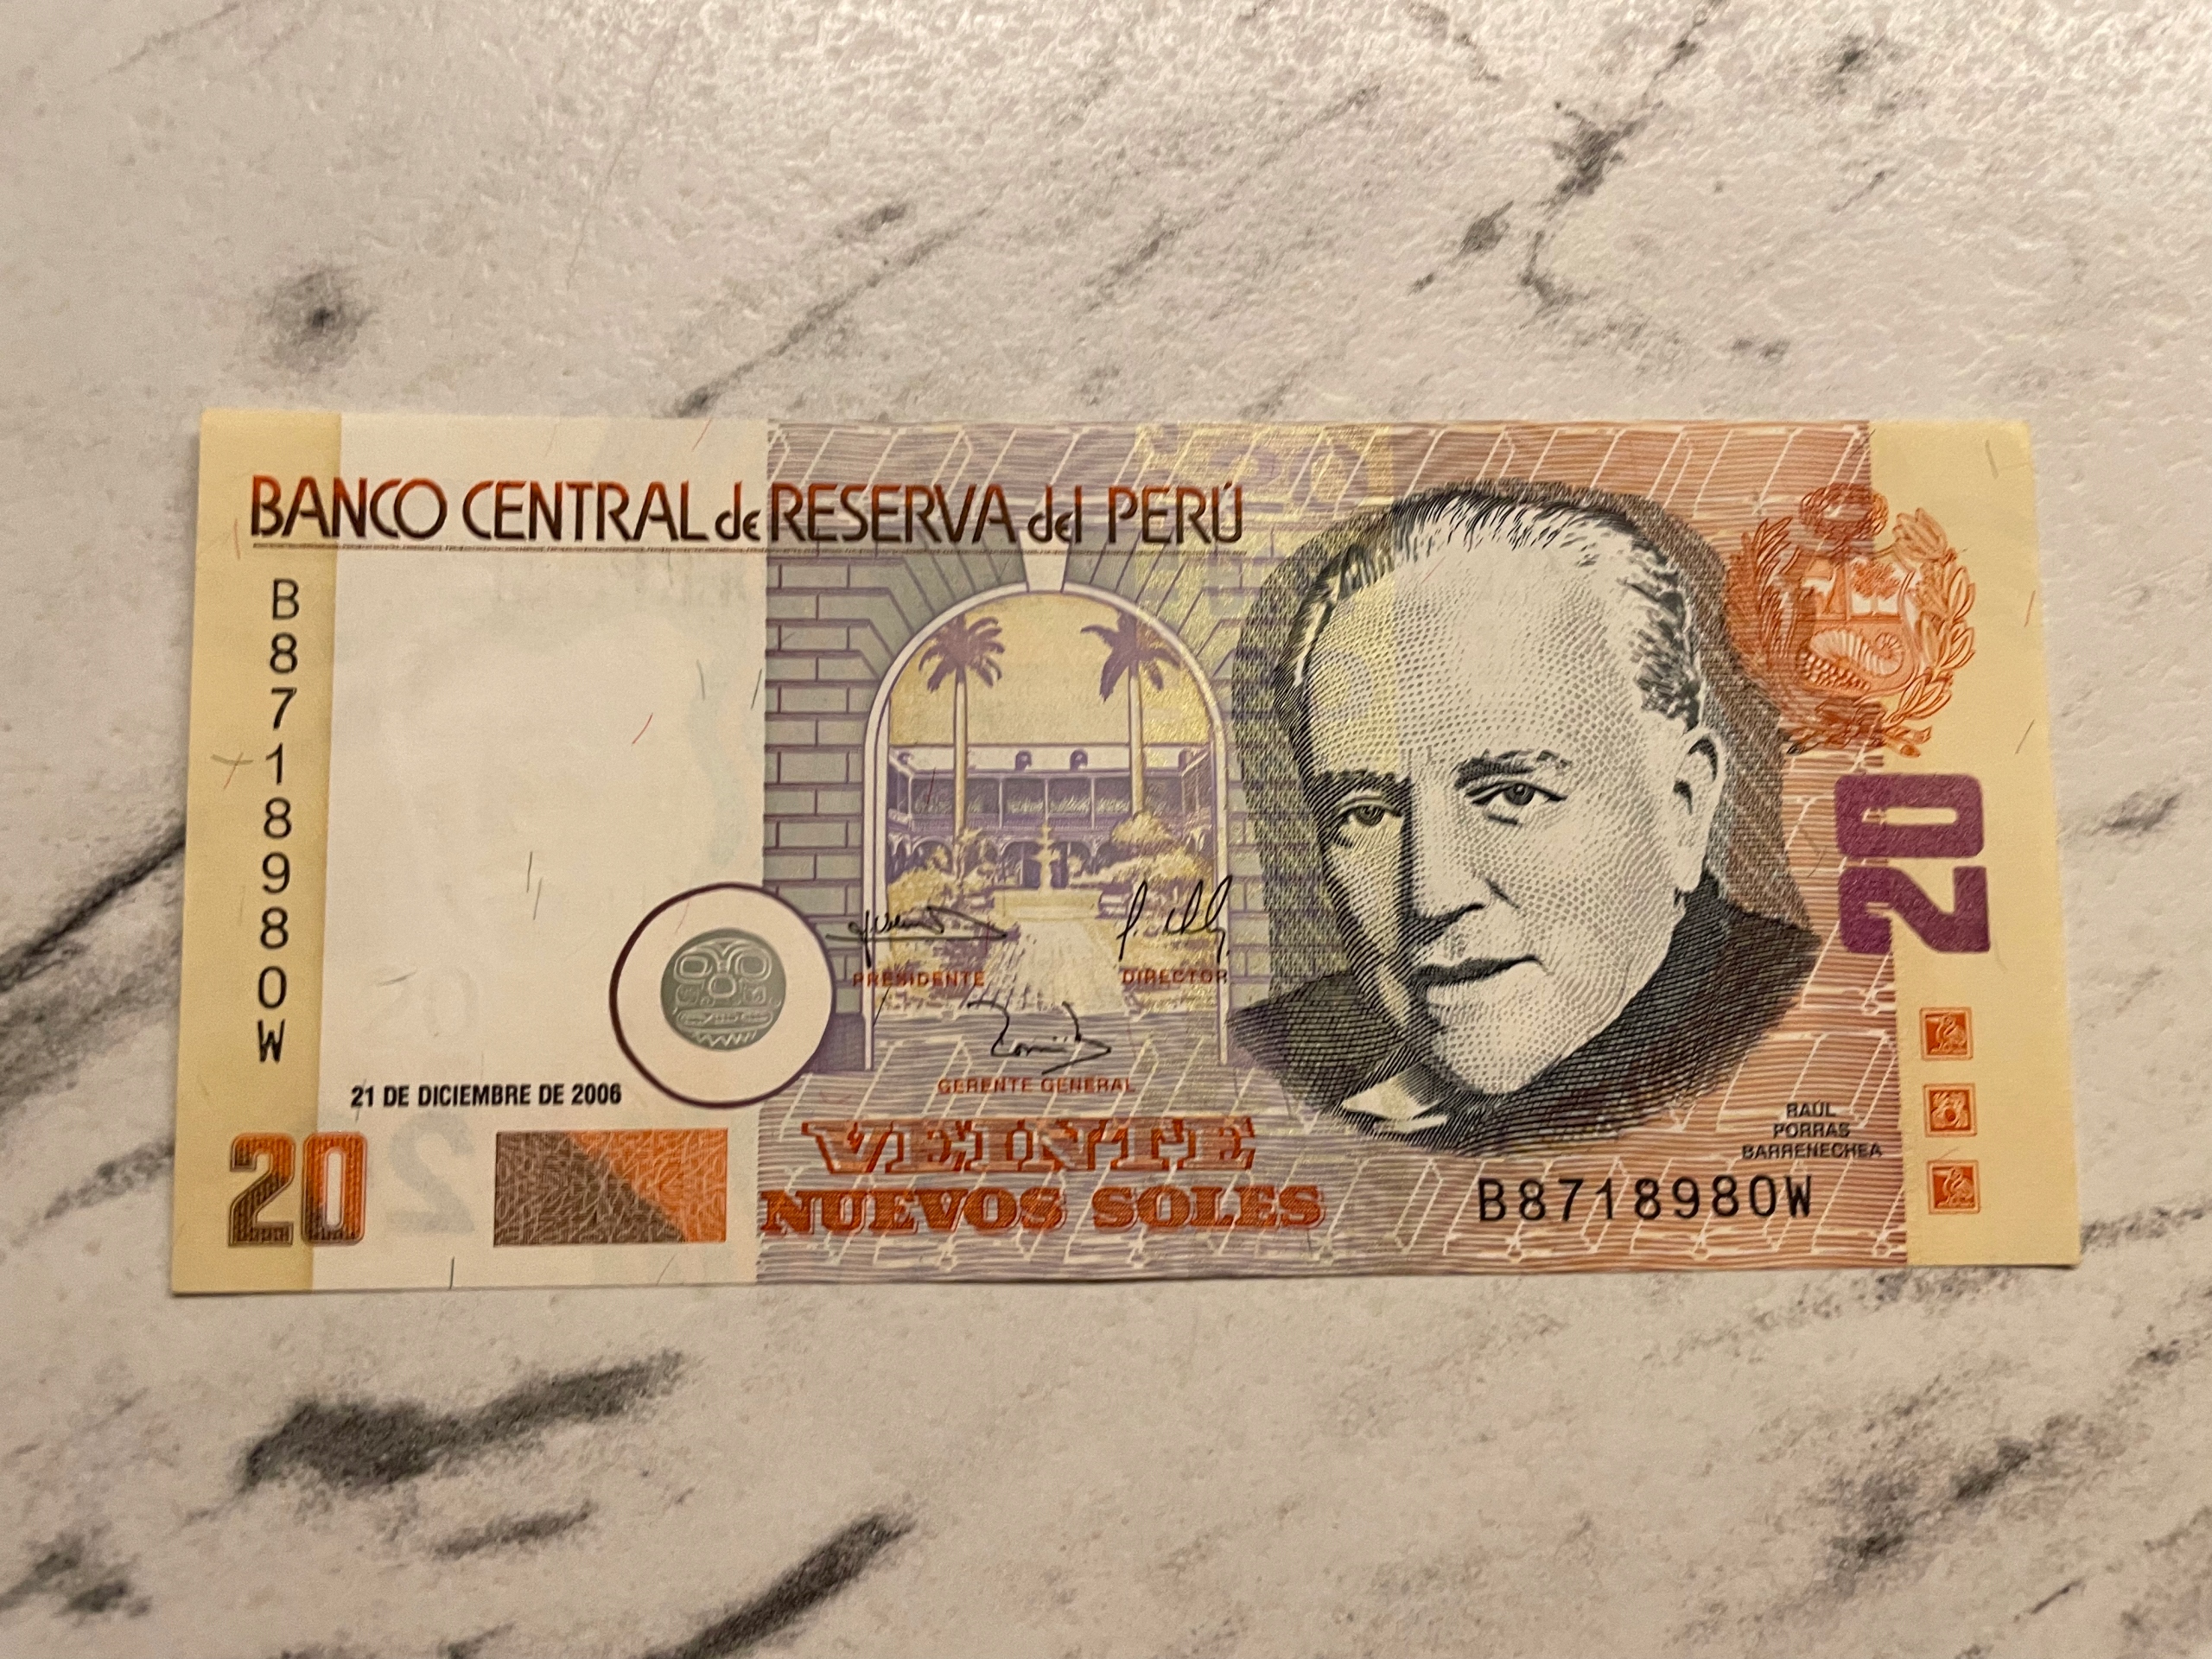 BANCO CENTRAL de RESERVA del PERÚ
B8718980W
21 DE DICIEMBRE DE 2006
20
PRESIDENTE
DIRECTOR
GERENTE GENERAL
VEINTE
NUEVOS SOLES
20
RAÚL
PORRAS
BARRENECHEA
B8718980W